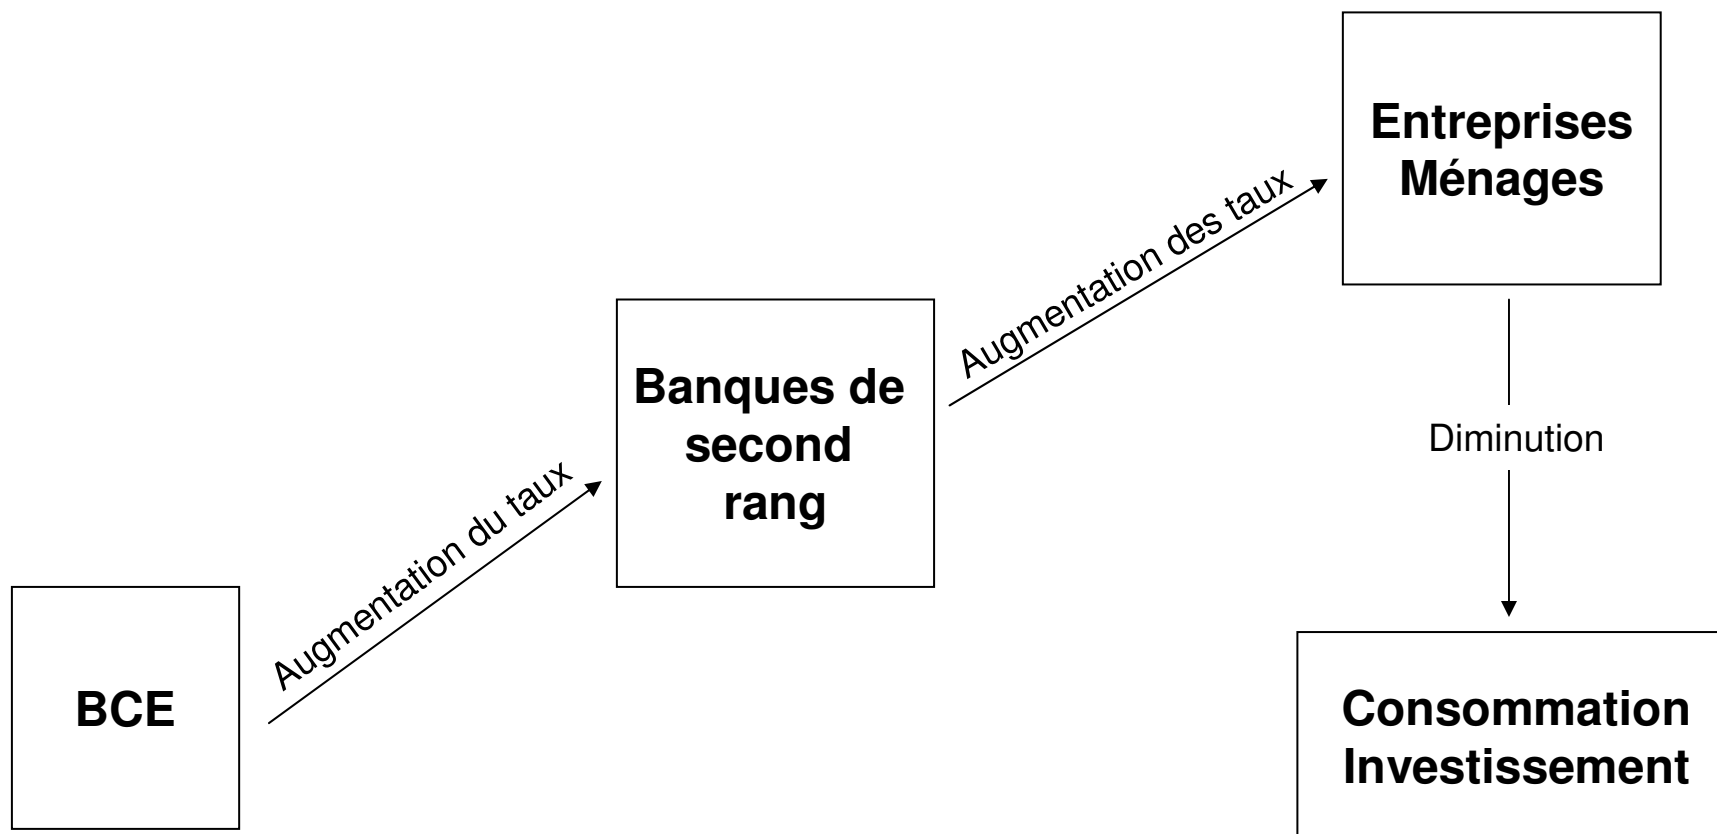 BCE
Augmentation du taux
Banques de
second
rang
Augmentation des taux
Entreprises
Ménages
Diminution
Consommation
Investissement